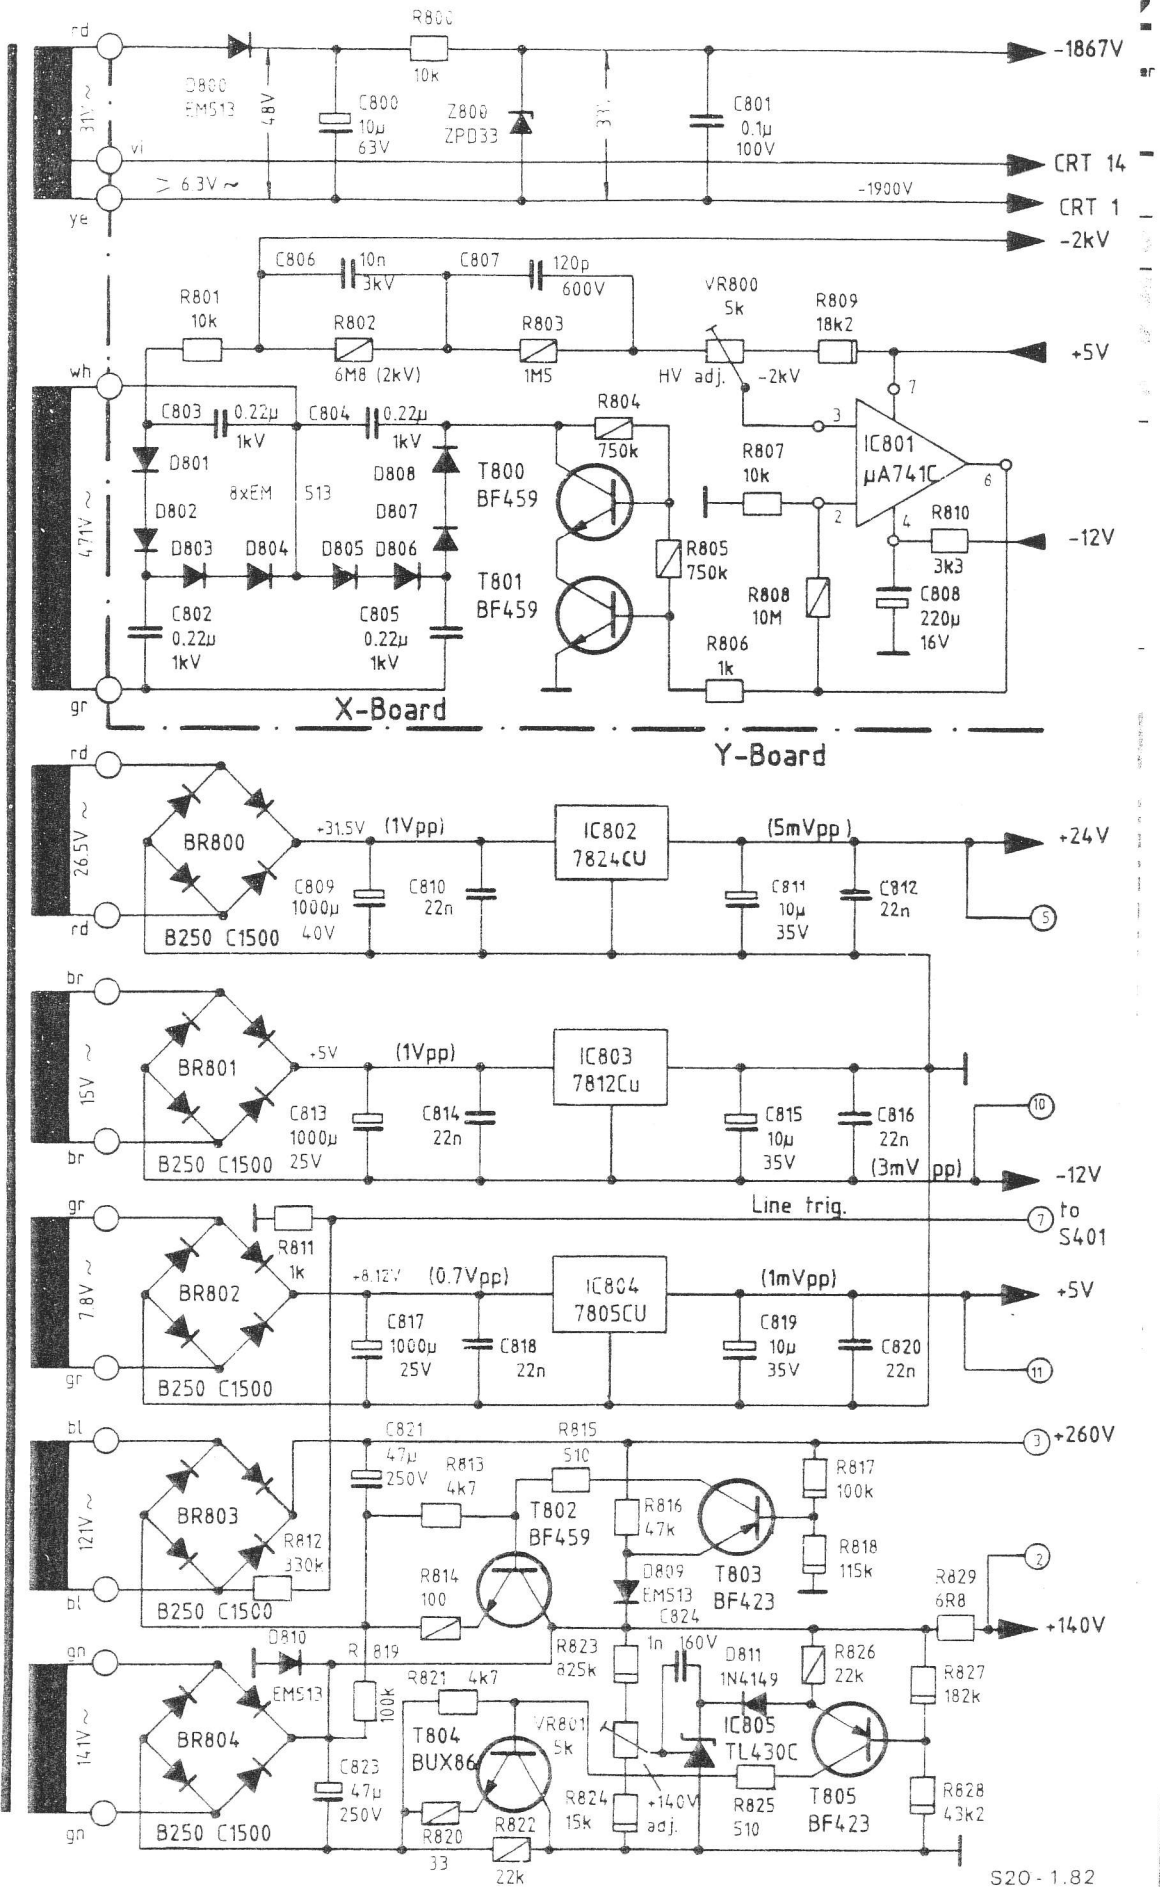 rd
R800
10k
-1867V
31V ~
D800
EM513
48V
C800
10µ
63V
Z800
ZPD33
C801
0.1µ
100V
vi
CRT 14
6.3V ~
-1900V
CRT 1
ye
-2kV
C806
10n
3kV
C807
120p
600V
VR800
5k
R809
18k2
R801
10k
R802
6M8 (2kV)
R803
1M5
HV adj.
-2kV
+5V
wh
C803
0.22µ
1kV
C804
0.22µ
1kV
R804
750k
7
3
IC801
µA741C
6
D801
D808
T800
BF459
R807
10k
8xEM 513
2
4
R810
3k3
-12V
471V ~
D802
D807
D803
D804
D805
D806
T801
BF459
R805
750k
R808
10M
C808
220µ
16V
C802
0.22µ
1kV
C805
0.22µ
1kV
R806
1k
gr
X-Board
Y-Board
rd
26.5V ~
BR800
+31.5V
(1Vpp)
IC802
7824CU
(5mVpp)
+24V
C809
1000µ
40V
C810
22n
C811
10µ
35V
C812
22n
5
rd
B250 C1500
br
15V ~
BR801
+5V
(1Vpp)
IC803
7812Cu
C813
1000µ
25V
C814
22n
C815
10µ
35V
C816
22n
10
br
B250 C1500
(3mV pp)
-12V
gr
Line trig.
7
to
S401
R811
1k
7.8V ~
BR802
+8.12V
(0.7Vpp)
IC804
7805CU
(1mVpp)
+5V
C817
1000µ
25V
C818
22n
C819
10µ
35V
C820
22n
11
gr
B250 C1500
bl
C821
47µ
250V
R815
510
3
+260V
R813
4k7
R817
100k
121V ~
BR803
R812
330k
T802
BF459
R816
47k
R818
115k
D809
EM513
T803
BF423
2
R814
100
R829
6R8
bl
B250 C1500
C824
1n
160V
+140V
gn
D810
EM513
R819
100k
R823
825k
D811
1N4149
R826
22k
R827
182k
R821
4k7
141V ~
BR804
T804
BUX86
VR801
5k
IC805
TL430C
C823
47µ
250V
R824
15k
+140V
adj.
R825
510
T805
BF423
R828
43k2
gn
B250 C1500
R820
33
R822
22k
S20-1.82